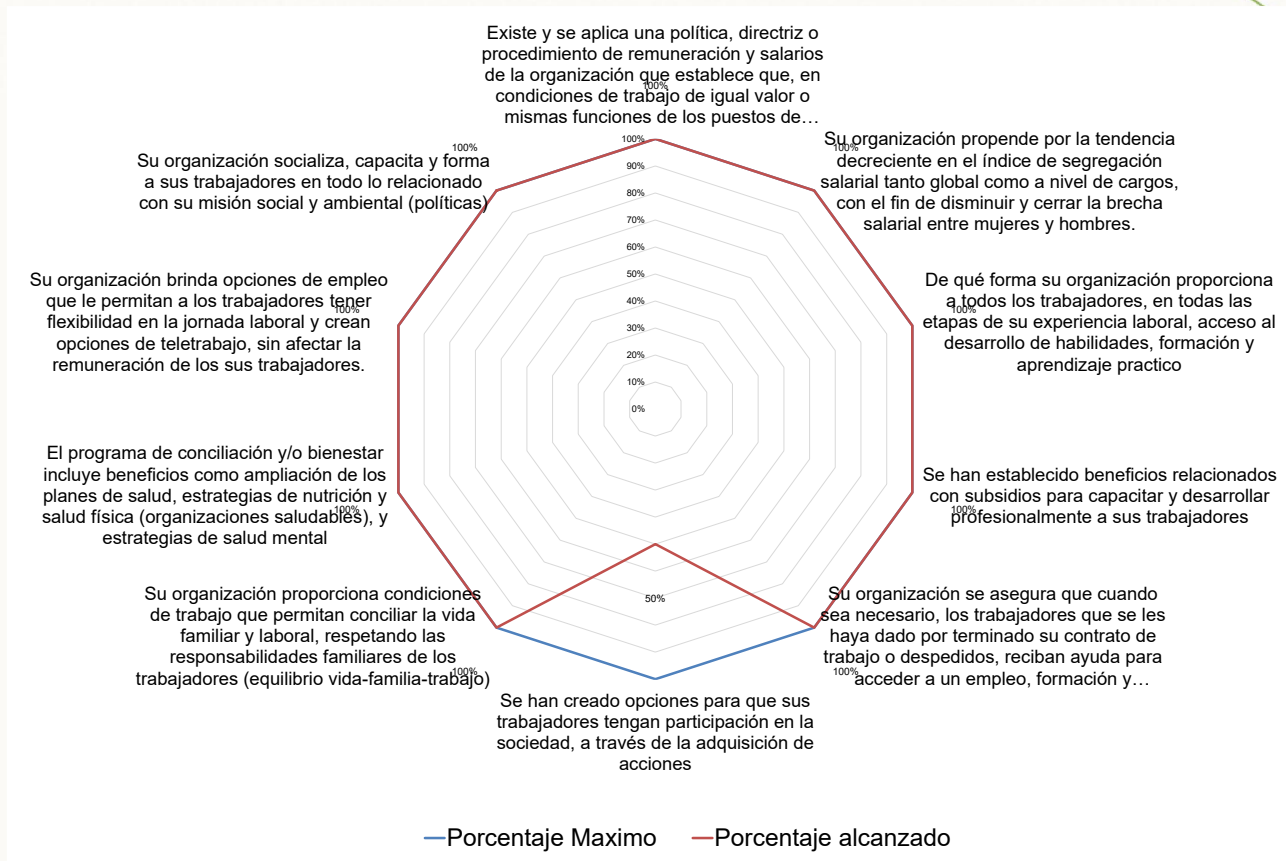 Existe y se aplica una política, directriz o
procedimiento de remuneración y salarios
de la organización que establece que, en
condiciones de trabajo de igual valor o
mismas funciones de los puestos de…
100%
Su organización propende por la tendencia
decreciente en el índice de segregación
salarial tanto global como a nivel de cargos,
con el fin de disminuir y cerrar la brecha
salarial entre mujeres y hombres.
100%
De qué forma su organización proporciona
a todos los trabajadores, en todas las
etapas de su experiencia laboral, acceso al
desarrollo de habilidades, formación y
aprendizaje practico
100%
Se han establecido beneficios relacionados
con subsidios para capacitar y desarrollar
profesionalmente a sus trabajadores
100%
Su organización se asegura que cuando
sea necesario, los trabajadores que se les
haya dado por terminado su contrato de
trabajo o despedidos, reciban ayuda para
acceder a un empleo, formación y…
100%
Se han creado opciones para que sus
trabajadores tengan participación en la
sociedad, a través de la adquisición de
acciones
50%
Su organización proporciona condiciones
de trabajo que permitan conciliar la vida
familiar y laboral, respetando las
responsabilidades familiares de los
trabajadores (equilibrio vida-familia-trabajo)
100%
El programa de conciliación y/o bienestar
incluye beneficios como ampliación de los
planes de salud, estrategias de nutrición y
salud física (organizaciones saludables), y
estrategias de salud mental
100%
Su organización brinda opciones de empleo
que le permitan a los trabajadores tener
flexibilidad en la jornada laboral y crean
opciones de teletrabajo, sin afectar la
remuneración de los sus trabajadores.
100%
Su organización socializa, capacita y forma
a sus trabajadores en todo lo relacionado
con su misión social y ambiental (políticas)
100%
100%
90%
80%
70%
60%
50%
40%
30%
20%
10%
0%
Porcentaje Maximo
Porcentaje alcanzado